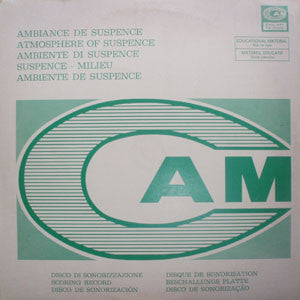 AMBIANCE DE SUSPENCE
ATMOSPHERE OF SUSPENCE
AMBIENTE DI SUSPENCE
SUSPENCE - MILIEU
AMBIENTE DE SUSPENCE
EDUCATIONAL MATERIAL
MATERIEL EDUCATIF
CAM
DISCO DI SONORIZZAZIONE
SCORING RECORD
DISCO DE SONORIZACIÓN
DISQUE DE SONORISATION
BESCHALLUNGS PLATTE
DISCO DE SONORIZAÇÃO